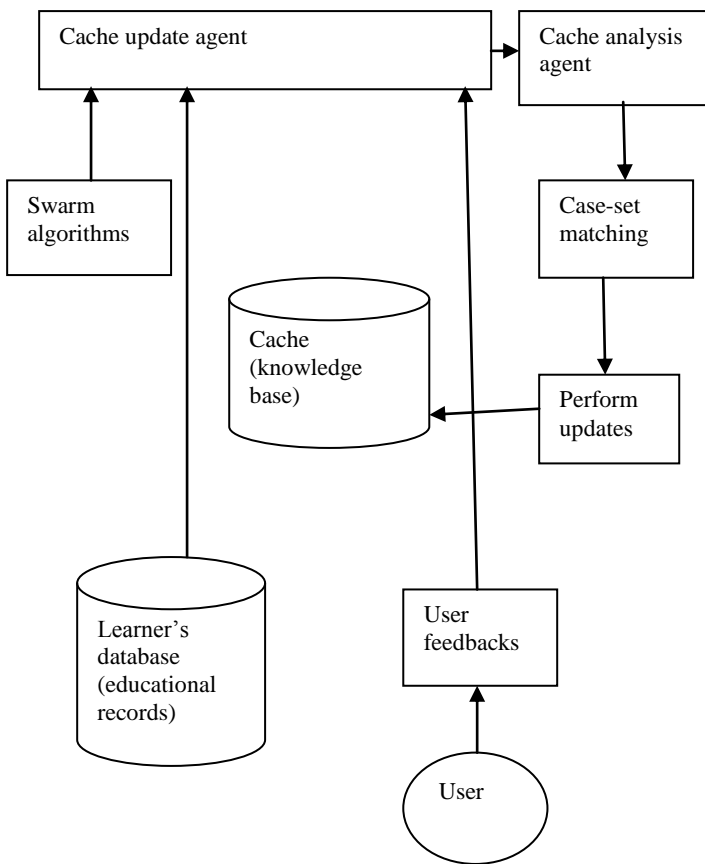 Cache update agent
Cache analysis
agent
Swarm
algorithms
Case-set
matching
Cache
(knowledge
base)
Perform
updates
Learner’s
database
(educational
records)
User
feedbacks
User